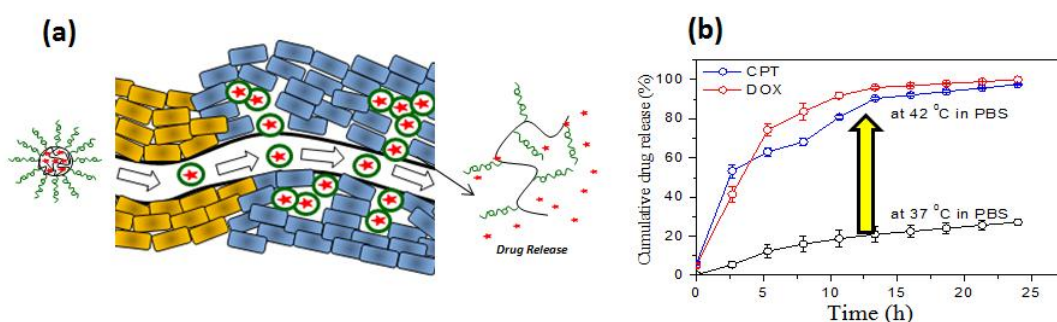 (a)
Drug Release
(b)
Cumulative drug release (%)
100
80
60
40
20
0
CPT
DOX
at 42 °C in PBS
at 37 °C in PBS
0
5
10
15
20
25
Time (h)